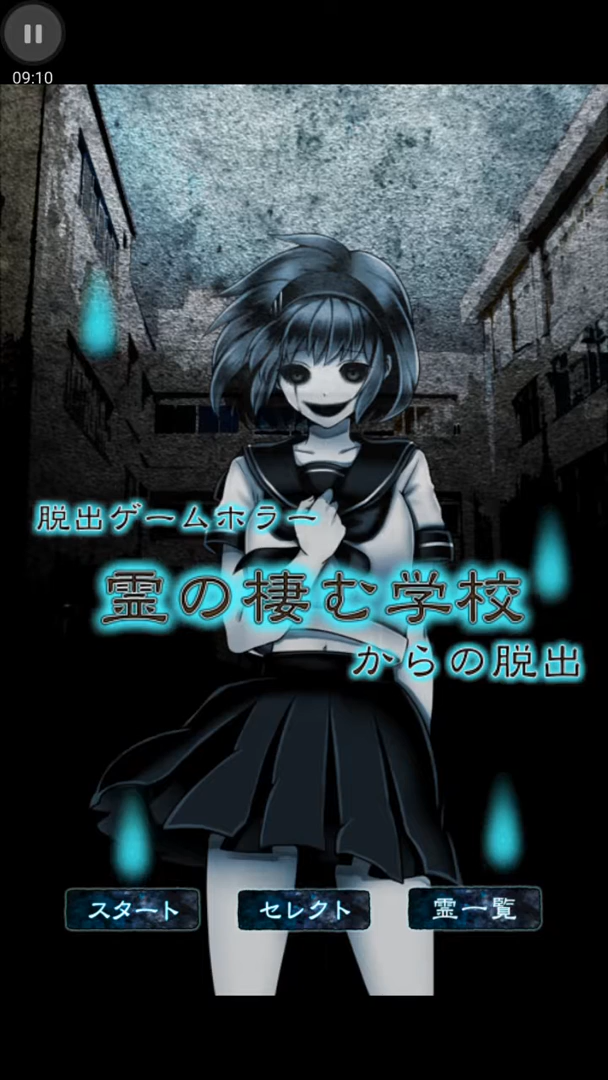 09:10
脱出ゲームホラー
霊の棲む学校
からの脱出
スタート
セレクト
霊一覧